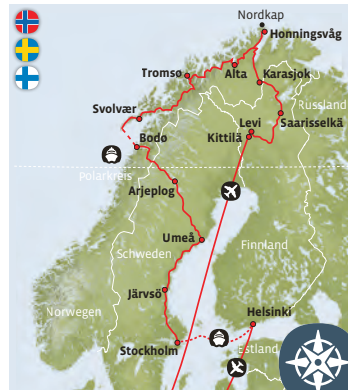 Nordkap
Honningsvåg
Tromsø
Alta
Karasjok
Russland
Svolvær
Levi
Saariselkä
Kittilä
Bodø
Polarkreis
Arjeplog
Umeå
Schweden
Finnland
Järvsö
Norwegen
Helsinki
Stockholm
Estland